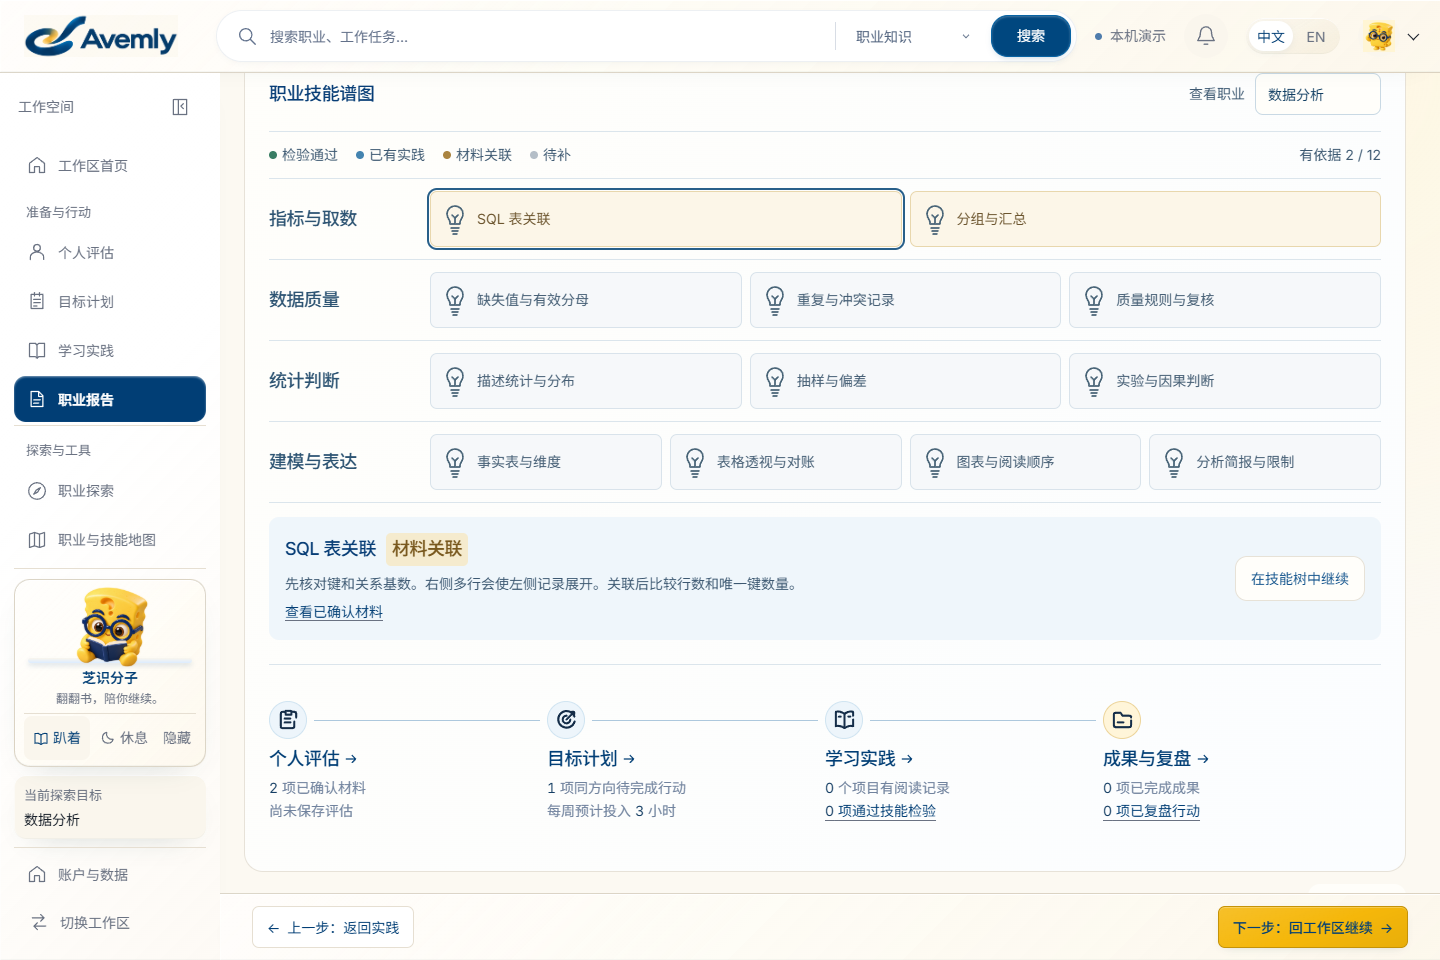 Avemly
搜索职业、工作任务...
职业知识
搜索
本机演示
中文
EN
工作空间
工作区首页
准备与行动
个人评估
目标计划
学习实践
职业报告
探索与工具
职业探索
职业与技能地图
芝识分子
翻翻书，陪你继续。
趴着
休息
隐藏
当前探索目标
数据分析
账户与数据
切换工作区
职业技能谱图
查看职业
数据分析
检验通过
已有实践
材料关联
待补
有依据 2 / 12
指标与取数
SQL 表关联
分组与汇总
数据质量
缺失值与有效分母
重复与冲突记录
质量规则与复核
统计判断
描述统计与分布
抽样与偏差
实验与因果判断
建模与表达
事实表与维度
表格透视与对账
图表与阅读顺序
分析简报与限制
SQL 表关联 材料关联
先核对键和关系基数。右侧多行会使左侧记录展开。关联后比较行数和唯一键数量。
查看已确认材料
在技能树中继续
个人评估 →
2 项已确认材料
尚未保存评估
目标计划 →
1 项同方向待完成行动
每周预计投入 3 小时
学习实践 →
0 个项目有阅读记录
0 项通过技能检验
成果与复盘 →
0 项已完成成果
0 项已复盘行动
← 上一步：返回实践
下一步：回工作区继续 →